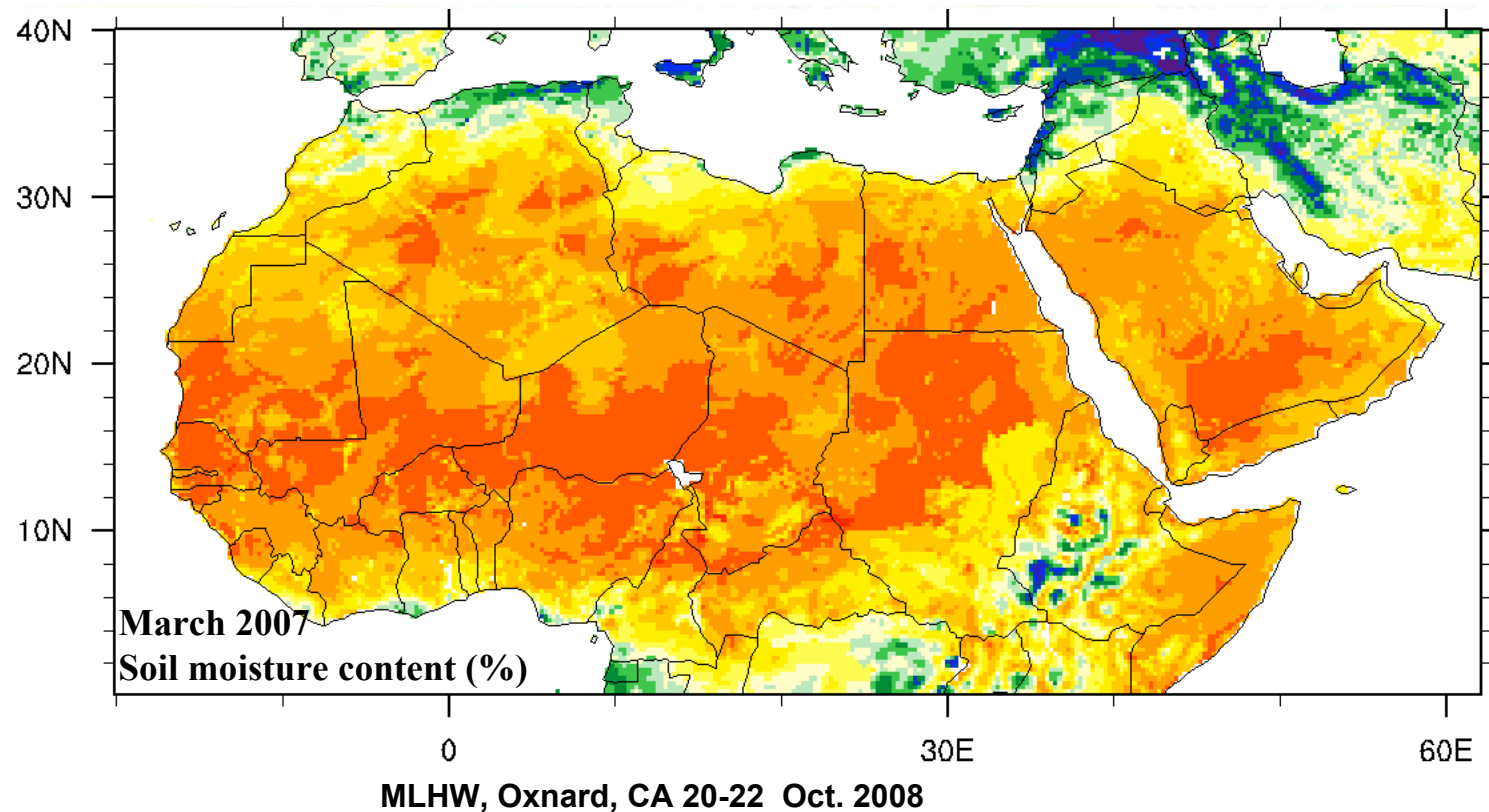 40N
30N
20N
10N
March 2007
Soil moisture content (%)
0 30E 60E
MLHW, Oxnard, CA 20-22 Oct. 2008